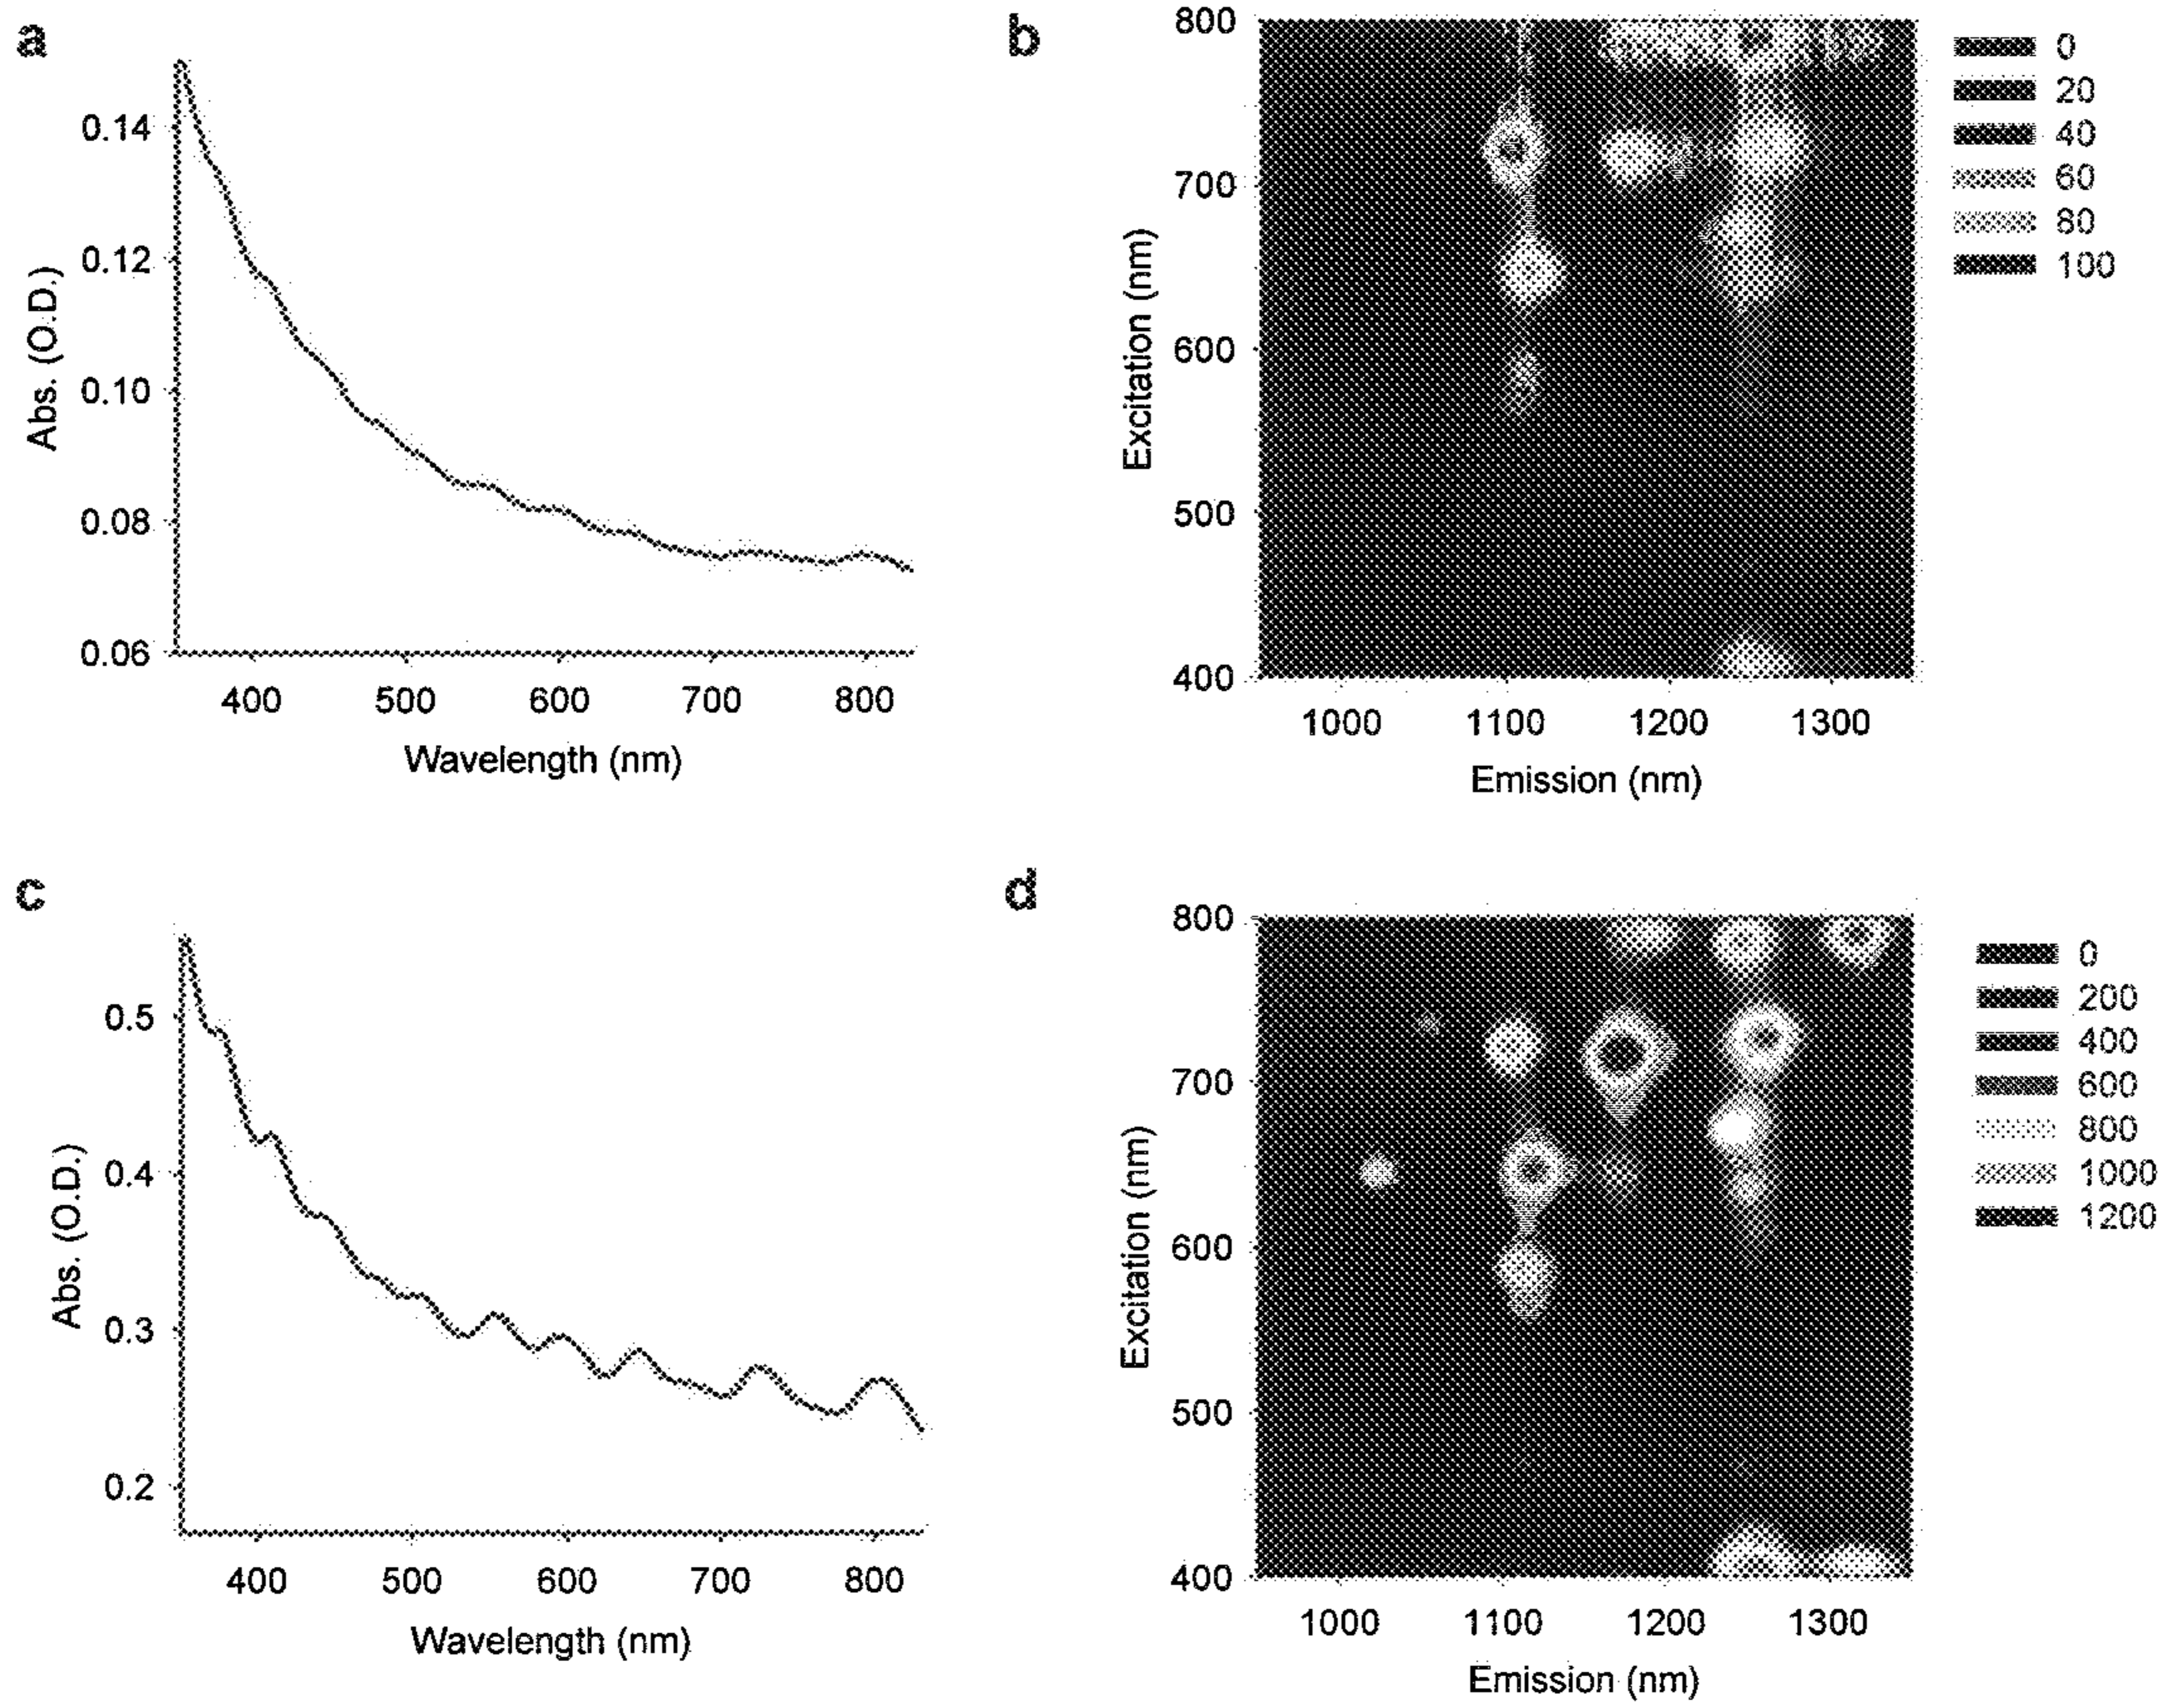 a
0.14
0.12
0.10
0.08
0.06
Abs. (O.D.)
400 500 600 700 800
Wavelength (nm)
b
800
700
600
500
400
Excitation (nm)
1000 1100 1200 1300
Emission (nm)
0
20
40
60
80
100
c
0.5
0.4
0.3
0.2
Abs. (O.D.)
400 500 600 700 800
Wavelength (nm)
d
800
700
600
500
400
Excitation (nm)
1000 1100 1200 1300
Emission (nm)
0
200
400
600
800
1000
1200